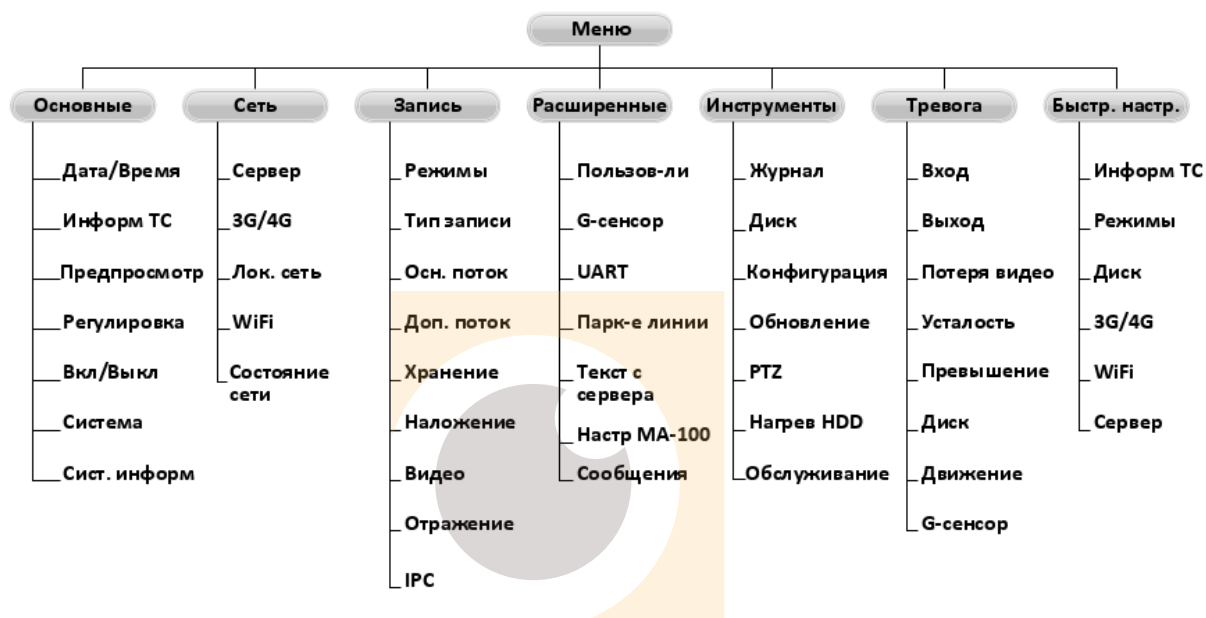 Меню
Основные
Дата/Время
Информ ТС
Предпросмотр
Регулировка
Вкл/Выкл
Система
Сист. информ
Сеть
Сервер
3G/4G
Лок. сеть
WiFi
Состояние
сети
Запись
Режимы
Тип записи
Осн. поток
Доп. поток
Хранение
Наложение
Видео
Отражение
IPC
Расширенные
Пользов-ли
G-сенсор
UART
Парк-е линии
Текст с
сервера
Настр МА-100
Сообщения
Инструменты
Журнал
Диск
Конфигурация
Обновление
PTZ
Нагрев HDD
Обслуживание
Тревога
Вход
Выход
Потеря видео
Усталость
Превышение
Диск
Движение
G-сенсор
Быстр. настр.
Информ ТС
Режимы
Диск
3G/4G
WiFi
Сервер